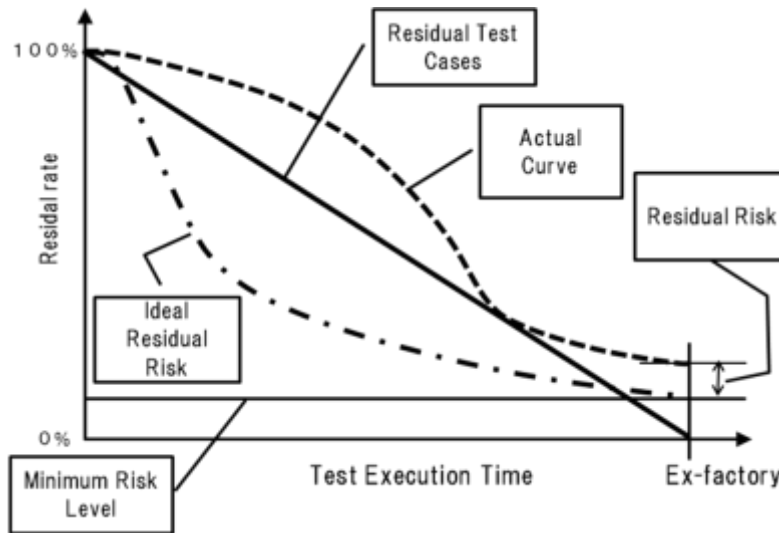 100%
Residual Test
Cases
Actual
Curve
Residual Risk
Residal rate
Ideal
Residual
Risk
0%
Minimum Risk
Level
Test Execution Time
Ex-factory